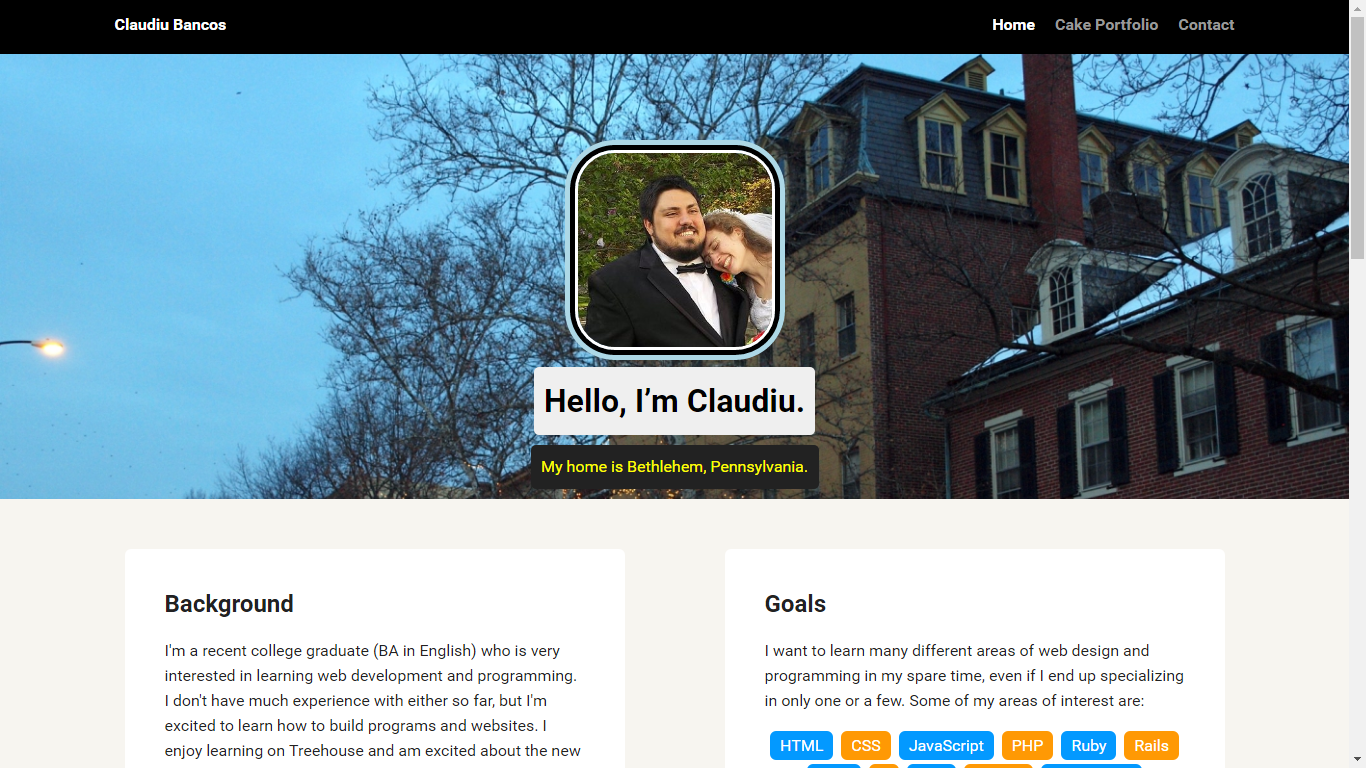 Claudiu Bancos
Home Cake Portfolio Contact
Hello, I’m Claudiu.
My home is Bethlehem, Pennsylvania.
Background
I'm a recent college graduate (BA in English) who is very
interested in learning web development and programming.
I don't have much experience with either so far, but I'm
excited to learn how to build programs and websites. I
enjoy learning on Treehouse and am excited about the new
Goals
I want to learn many different areas of web design and
programming in my spare time, even if I end up specializing
in only one or a few. Some of my areas of interest are:
HTML CSS JavaScript PHP Ruby Rails